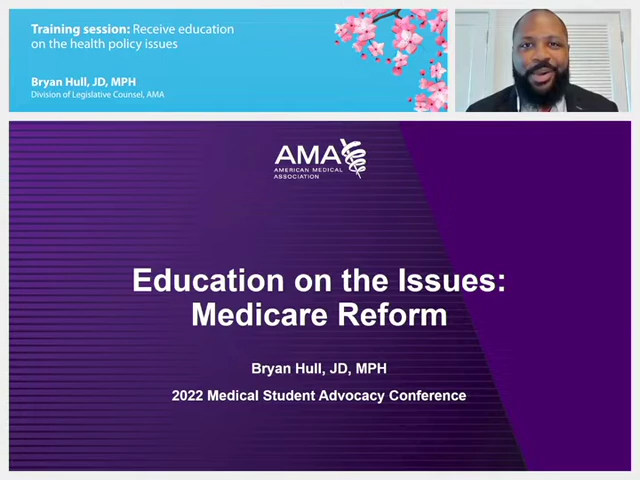 Training session: Receive education
on the health policy issues
Bryan Hull, JD, MPH
Division of Legislative Counsel, AMA
AMA
AMERICAN MEDICAL
ASSOCIATION
Education on the Issues:
Medicare Reform
Bryan Hull, JD, MPH
2022 Medical Student Advocacy Conference